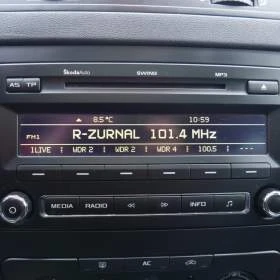 ŠkodaAuto SWING MP3
AS TP
8.5°C 10:59
FM1 R-ZURNAL 101.4 MHz
1LIVE WDR 2 WDR 2 WDR 4 100.5 ---
MEDIA RADIO INFO
AC